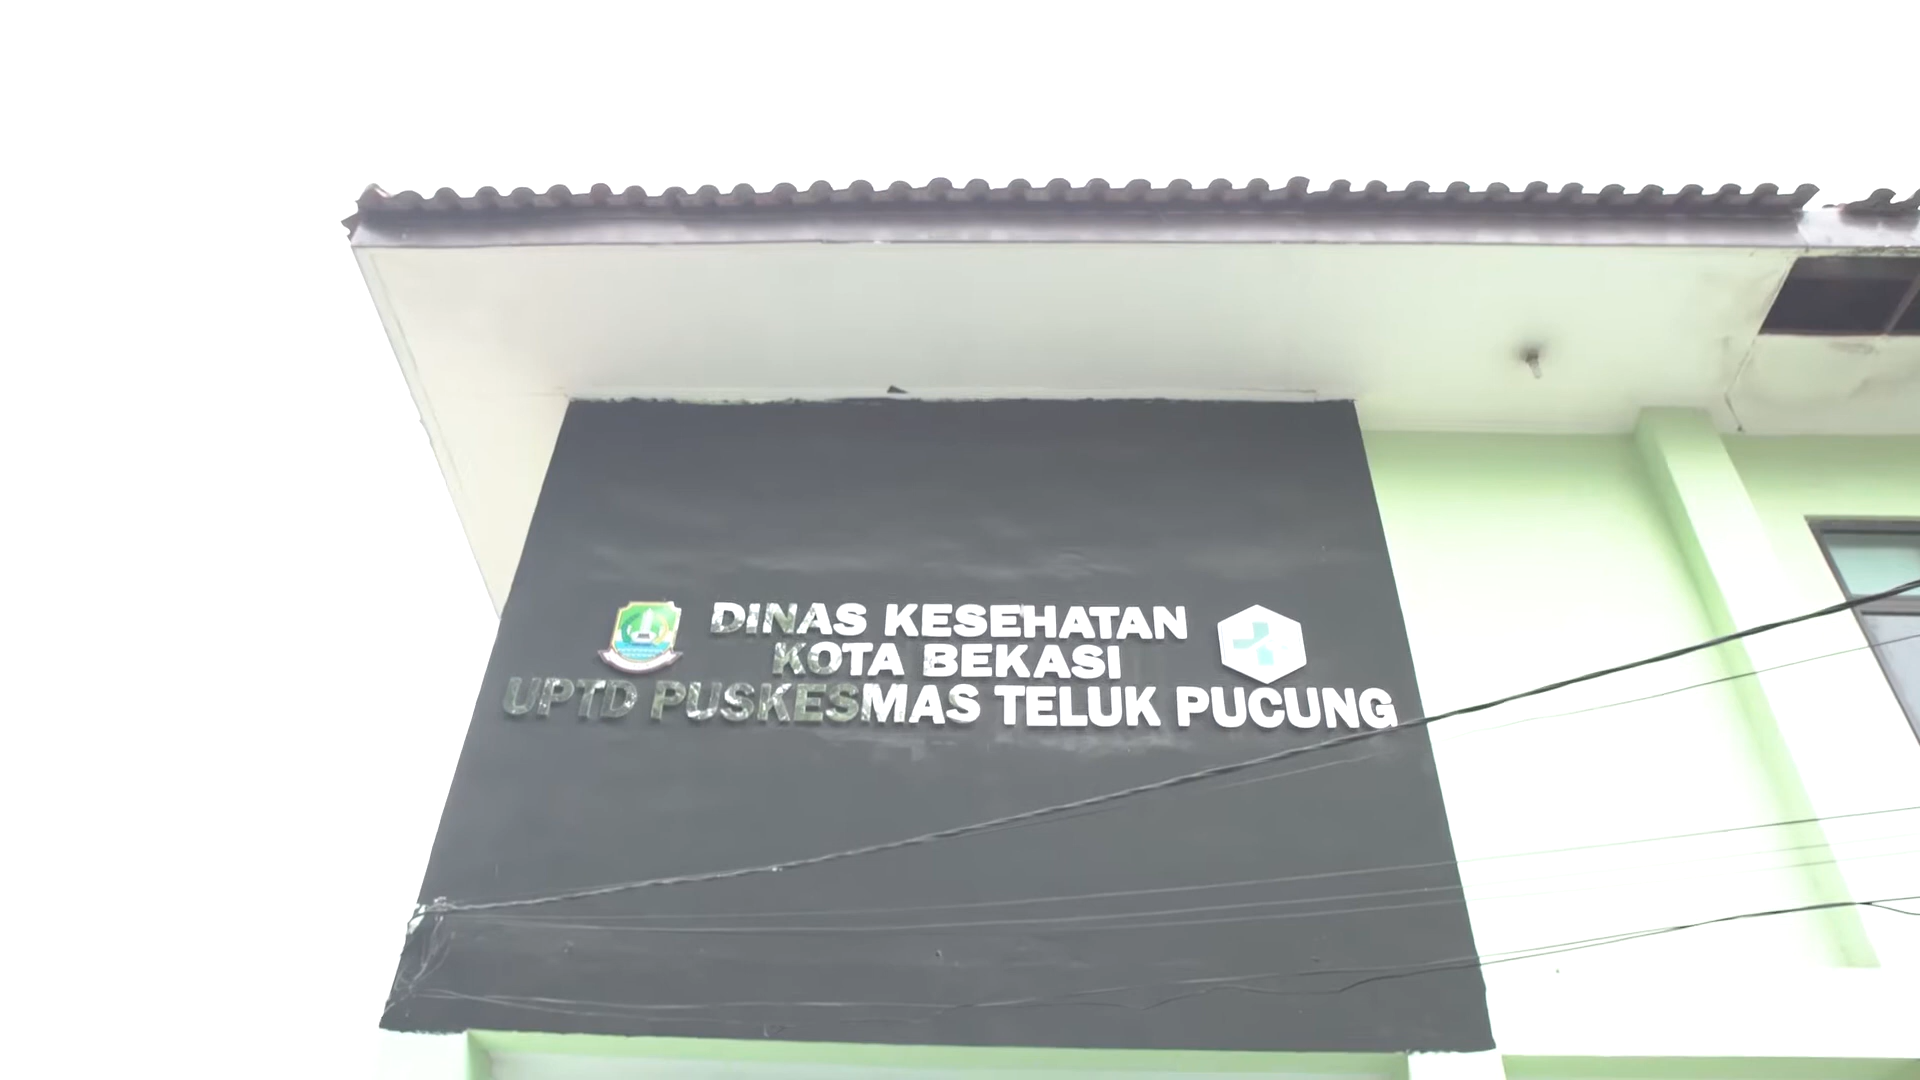 DINAS KESEHATAN
KOTA BEKASI
UPTD PUSKESMAS TELUK PUCUNG